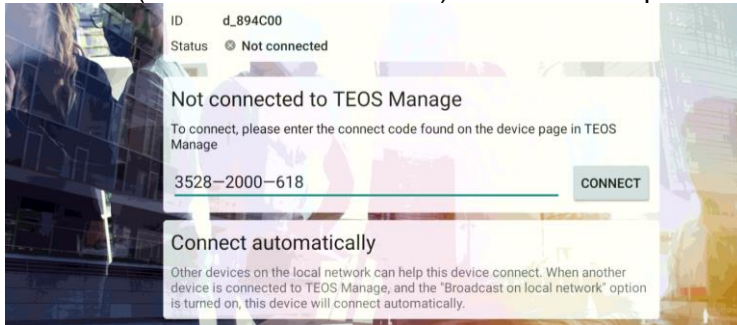 ID d_894C00
Status Not connected
Not connected to TEOS Manage
To connect, please enter the connect code found on the device page in TEOS
Manage
3528—2000—618
CONNECT
Connect automatically
Other devices on the local network can help this device connect. When another
device is connected to TEOS Manage, and the "Broadcast on local network" option
is turned on, this device will connect automatically.